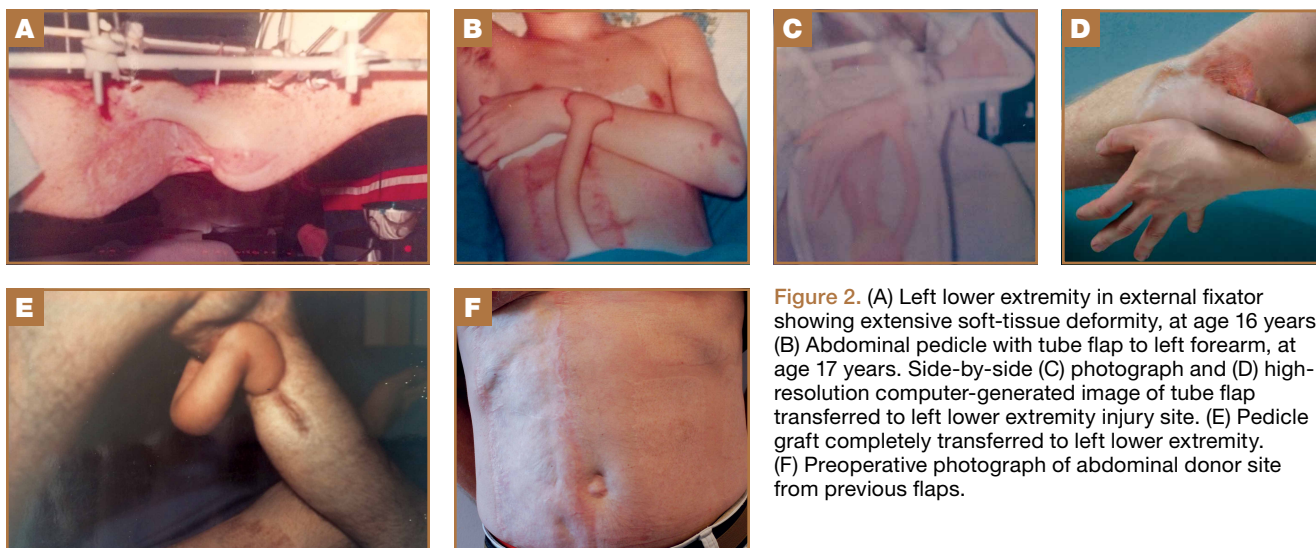 A
B
C
D
E
F
Figure 2. (A) Left lower extremity in external fixator
showing extensive soft-tissue deformity, at age 16 years
(B) Abdominal pedicle with tube flap to left forearm, at
age 17 years. Side-by-side (C) photograph and (D) high-
resolution computer-generated image of tube flap
transferred to left lower extremity injury site. (E) Pedicle
graft completely transferred to left lower extremity.
(F) Preoperative photograph of abdominal donor site
from previous flaps.